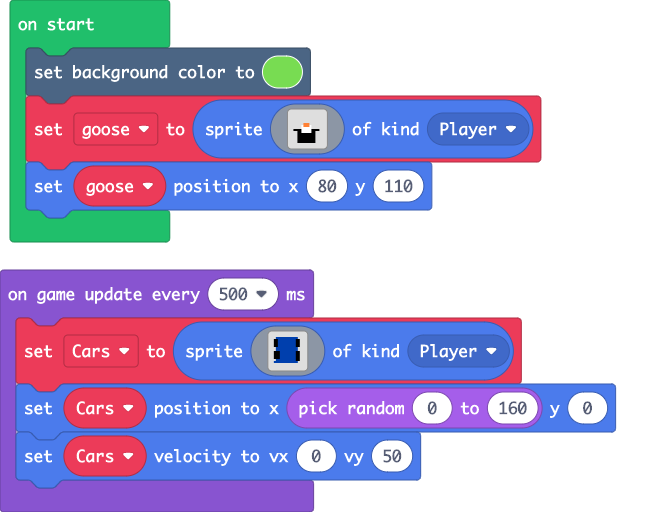 on start
set background color to
set goose to sprite of kind Player
set goose position to x 80 y 110
on game update every 500 ms
set Cars to sprite of kind Player
set Cars position to x pick random 0 to 160 y 0
set Cars velocity to vx 0 vy 50